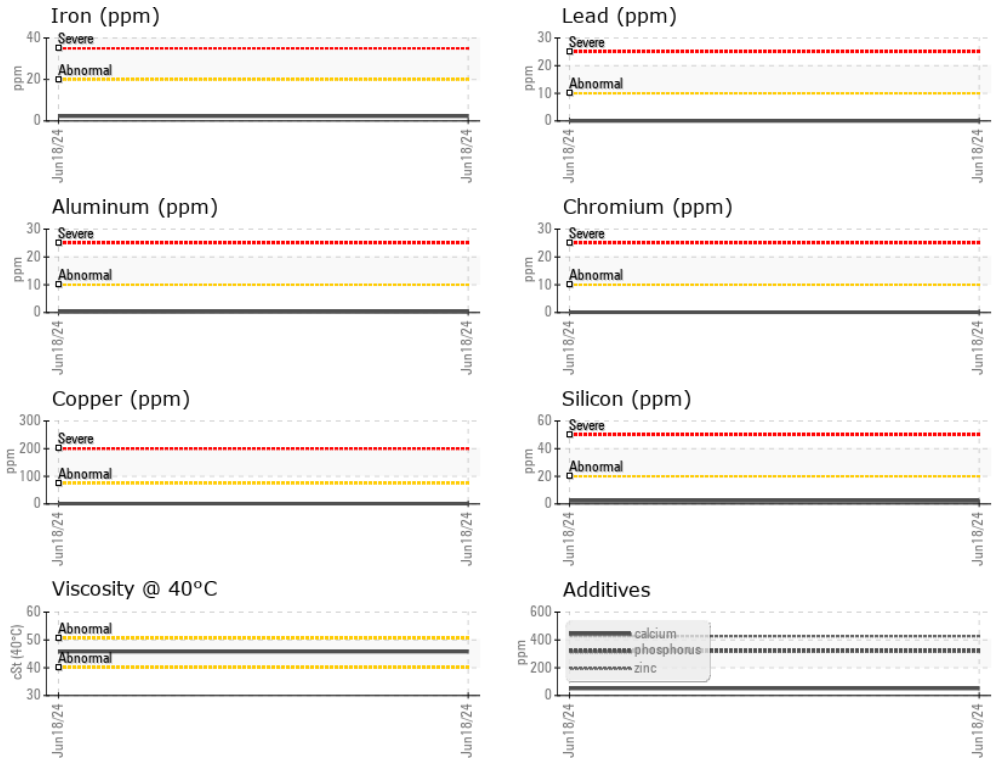 Iron (ppm)
40
Severe
Abnormal
20
0
ppm
Jun18/24
Jun18/24
Lead (ppm)
30
Severe
20
Abnormal
10
0
ppm
Jun18/24
Jun18/24
Aluminum (ppm)
30
Severe
20
Abnormal
10
0
ppm
Jun18/24
Jun18/24
Chromium (ppm)
30
Severe
20
Abnormal
10
0
ppm
Jun18/24
Jun18/24
Copper (ppm)
300
Severe
200
Abnormal
100
0
ppm
Jun18/24
Jun18/24
Silicon (ppm)
60
Severe
40
Abnormal
20
0
ppm
Jun18/24
Jun18/24
Viscosity @ 40°C
60
Abnormal
50
Abnormal
40
30
cSt (40°C)
Jun18/24
Jun18/24
Additives
600
calcium
400
phosphorus
zinc
200
0
ppm
Jun18/24
Jun18/24